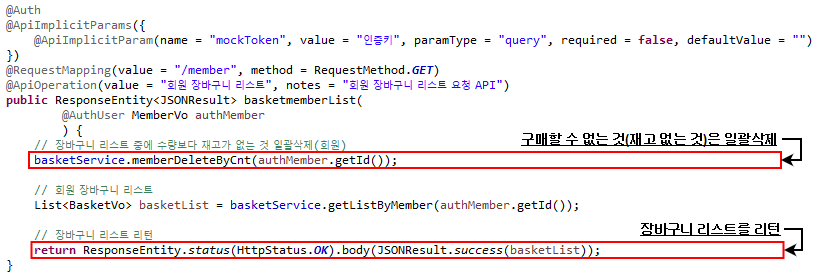 @Auth
@ApiImplicitParams({
@ApiImplicitParam(name = "mockToken", value = "인증키", paramType = "query", required = false, defaultValue = "")
})
@RequestMapping(value = "/member", method = RequestMethod.GET)
@ApiOperation(value = "회원 장바구니 리스트", notes = "회원 장바구니 리스트 요청 API")
public ResponseEntity<JSONResult> basketmemberList(
@AuthUser MemberVo authMember
) {
구매할 수 없는 것(재고 없는 것)은 일괄삭제
// 장바구니 리스트 중에 수량보다 재고가 없는 것 일괄삭제(회원)
basketService.memberDeleteByCnt(authMember.getId());
// 회원 장바구니 리스트
List<BasketVo> basketList = basketService.getListByMember(authMember.getId());
장바구니 리스트를 리턴
// 장바구니 리스트 리턴
return ResponseEntity.status(HttpStatus.OK).body(JSONResult.success(basketList));
}